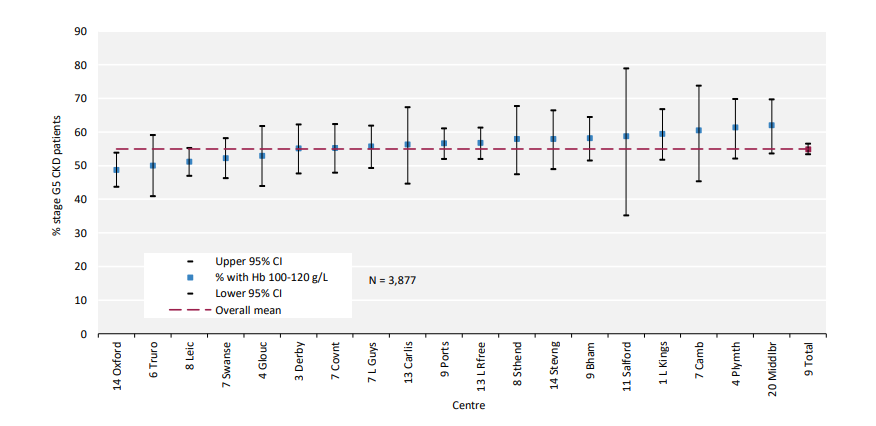 90
80
70
60
50
40
30
20
10
0
% stage G5 CKD patients
Upper 95% CI
% with Hb 100-120 g/L
Lower 95% CI
Overall mean
N = 3,877
14 Oxford
6 Truro
8 Leic
7 Swanse
4 Glouc
3 Derby
7 Covnt
7 L Guys
13 Carlis
9 Ports
13 L Rfree
8 Sthend
14 Stevng
9 Bham
11 Salford
1 L Kings
7 Camb
4 Plymth
20 Middlbr
9 Total
Centre